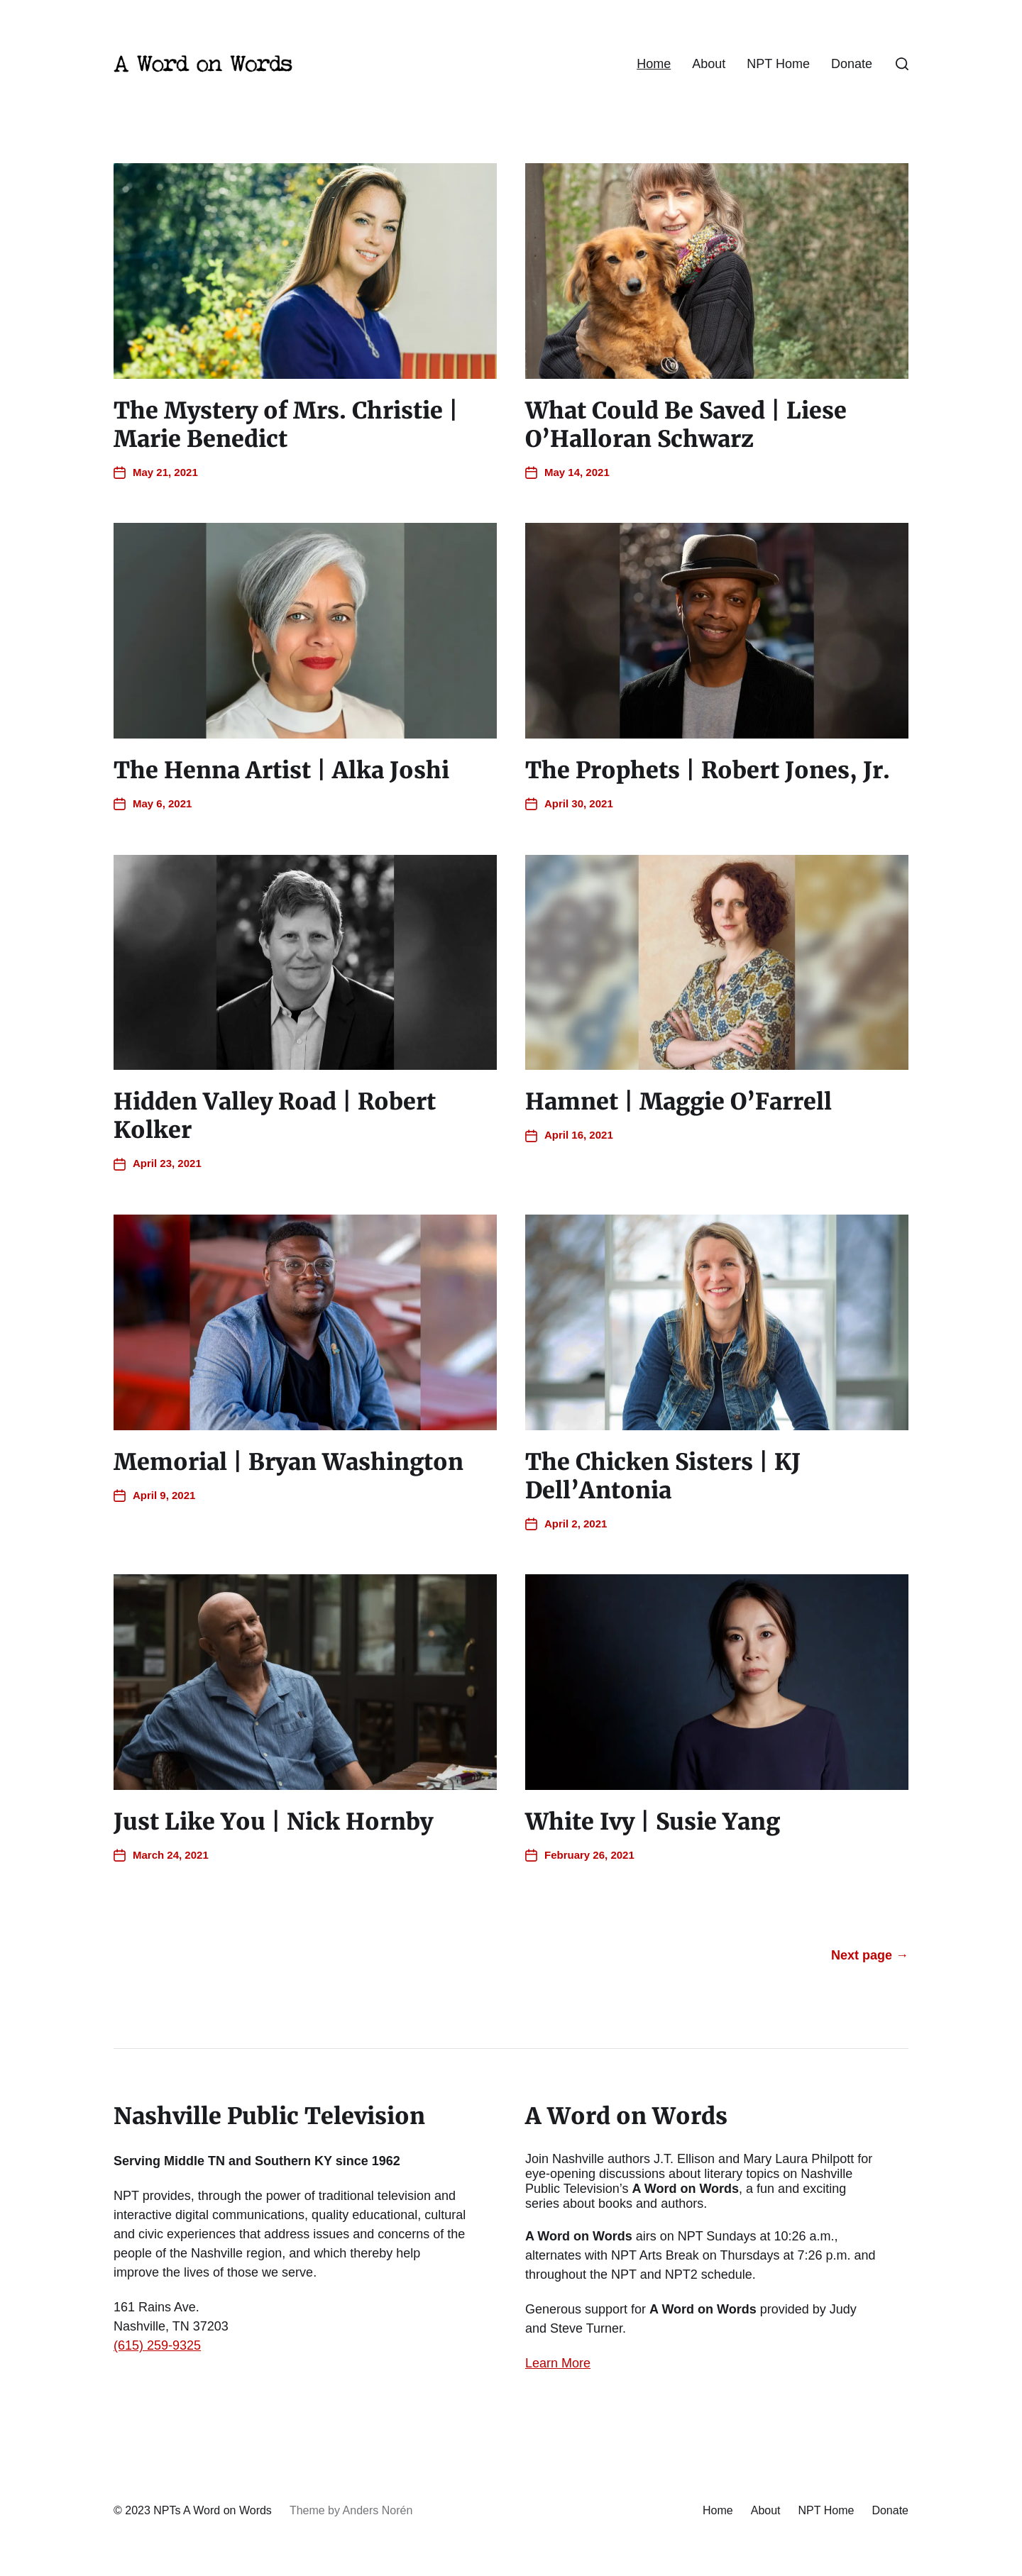 A Word on Words
Home About NPT Home Donate
The Mystery of Mrs. Christie |
Marie Benedict
May 21, 2021
What Could Be Saved | Liese
O’Halloran Schwarz
May 14, 2021
The Henna Artist | Alka Joshi
May 6, 2021
The Prophets | Robert Jones, Jr.
April 30, 2021
Hidden Valley Road | Robert
Kolker
April 23, 2021
Hamnet | Maggie O’Farrell
April 16, 2021
Memorial | Bryan Washington
April 9, 2021
The Chicken Sisters | KJ
Dell’Antonia
April 2, 2021
Just Like You | Nick Hornby
March 24, 2021
White Ivy | Susie Yang
February 26, 2021
Next page →
Nashville Public Television
Serving Middle TN and Southern KY since 1962
NPT provides, through the power of traditional television and
interactive digital communications, quality educational, cultural
and civic experiences that address issues and concerns of the
people of the Nashville region, and which thereby help
improve the lives of those we serve.
161 Rains Ave.
Nashville, TN 37203
(615) 259-9325
A Word on Words
Join Nashville authors J.T. Ellison and Mary Laura Philpott for
eye-opening discussions about literary topics on Nashville
Public Television’s A Word on Words, a fun and exciting
series about books and authors.
A Word on Words airs on NPT Sundays at 10:26 a.m.,
alternates with NPT Arts Break on Thursdays at 7:26 p.m. and
throughout the NPT and NPT2 schedule.
Generous support for A Word on Words provided by Judy
and Steve Turner.
Learn More
© 2023 NPTs A Word on Words Theme by Anders Norén
Home About NPT Home Donate